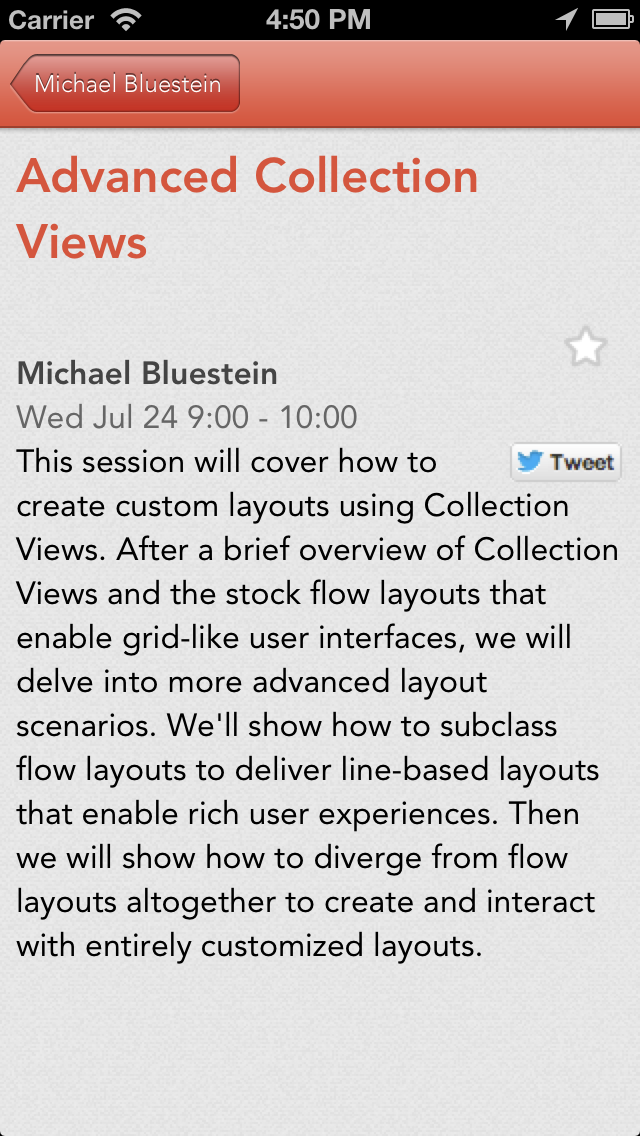 Carrier 4:50 PM
Michael Bluestein
Advanced Collection
Views
Michael Bluestein
Wed Jul 24 9:00 - 10:00
This session will cover how to
Tweet
create custom layouts using Collection
Views. After a brief overview of Collection
Views and the stock flow layouts that
enable grid-like user interfaces, we will
delve into more advanced layout
scenarios. We'll show how to subclass
flow layouts to deliver line-based layouts
that enable rich user experiences. Then
we will show how to diverge from flow
layouts altogether to create and interact
with entirely customized layouts.